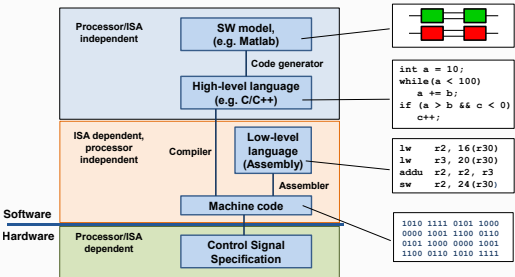 Processor/ISA
independent
SW model,
(e.g. Matlab)
Code generator
High-level language
(e.g. C/C++)
int a = 10;
while(a < 100)
a += b;
if (a > b && c < 0)
c++;
ISA dependent,
processor
independent
Compiler
Low-level
language
(Assembly)
Assembler
Machine code
lw r2, 16(r30)
lw r3, 20(r30)
addu r2, r2, r3
sw r2, 24(r30)
Software
Hardware
Processor/ISA
dependent
Control Signal
Specification
1010 1111 0101 1000
0000 1001 1100 0110
0101 1000 0000 1001
1100 0110 1010 1111